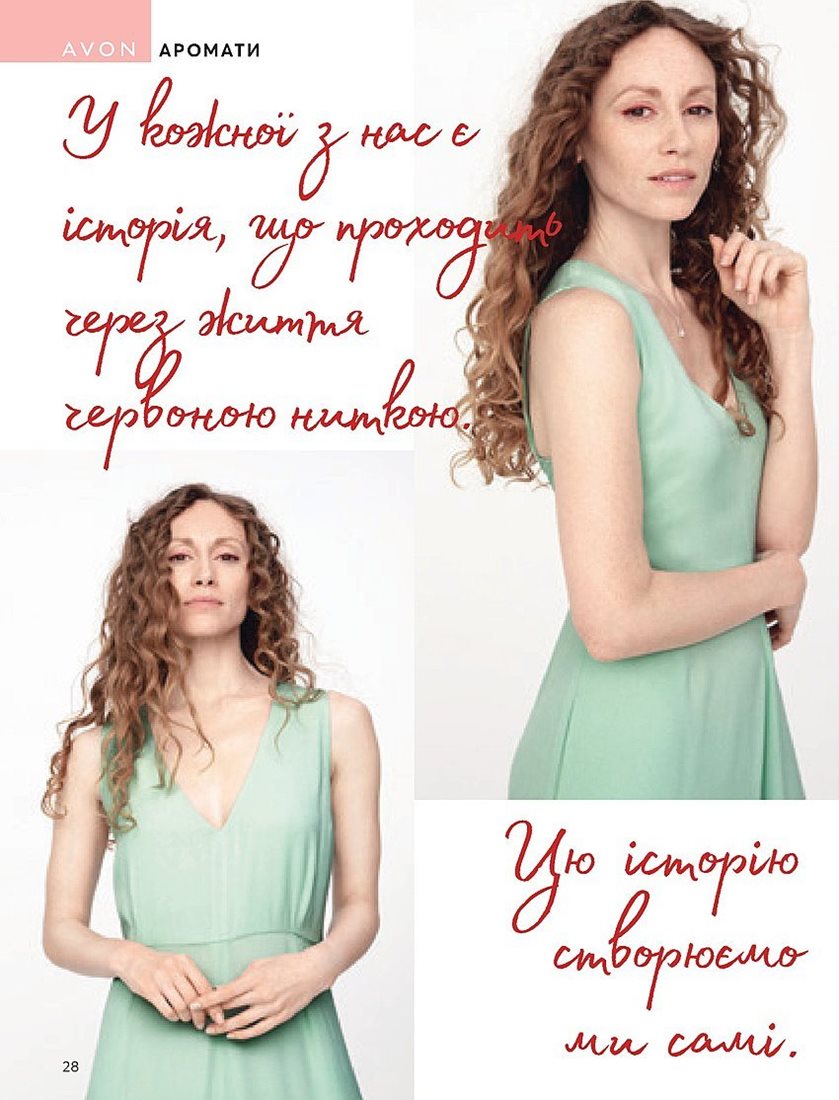 AVON АРОМАТИ
У кожної з нас є
історія, що проходить
через життя
червоною ниткою.
Цю історію
створюємо
ми самі.
28